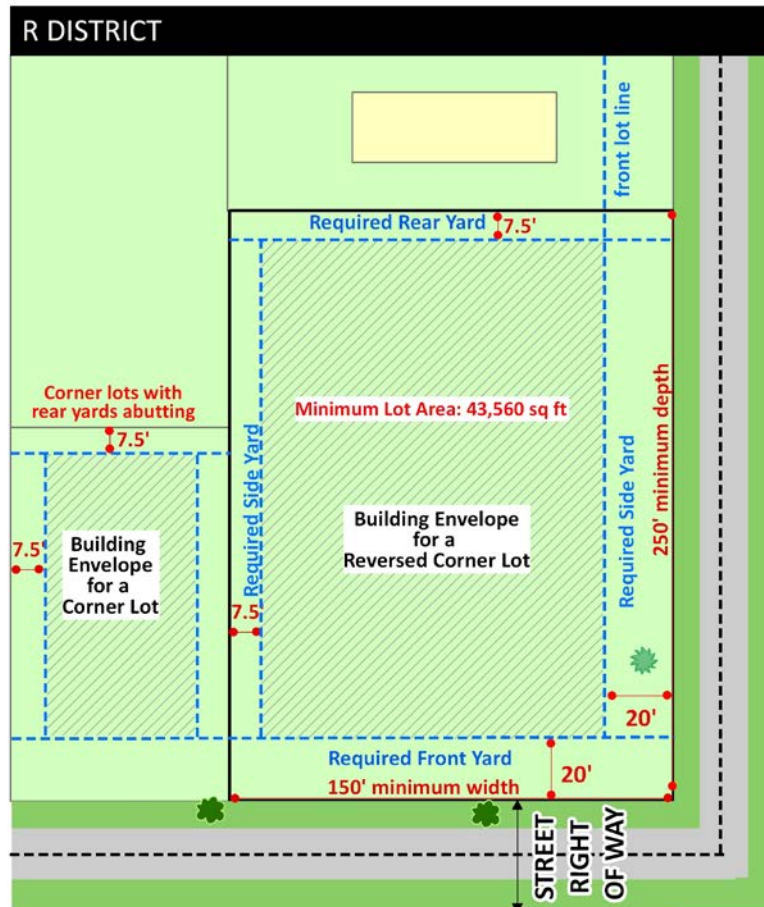 R DISTRICT
front lot line
Required Rear Yard
7.5'
Corner lots with
rear yards abutting
7.5'
Minimum Lot Area: 43,560 sq ft
250' minimum depth
Required Side Yard
Required Side Yard
Building Envelope
for a
Reversed Corner Lot
7.5'
Building
Envelope
for a
Corner Lot
7.5
20'
Required Front Yard
20'
150' minimum width
STREET
RIGHT
OF WAY